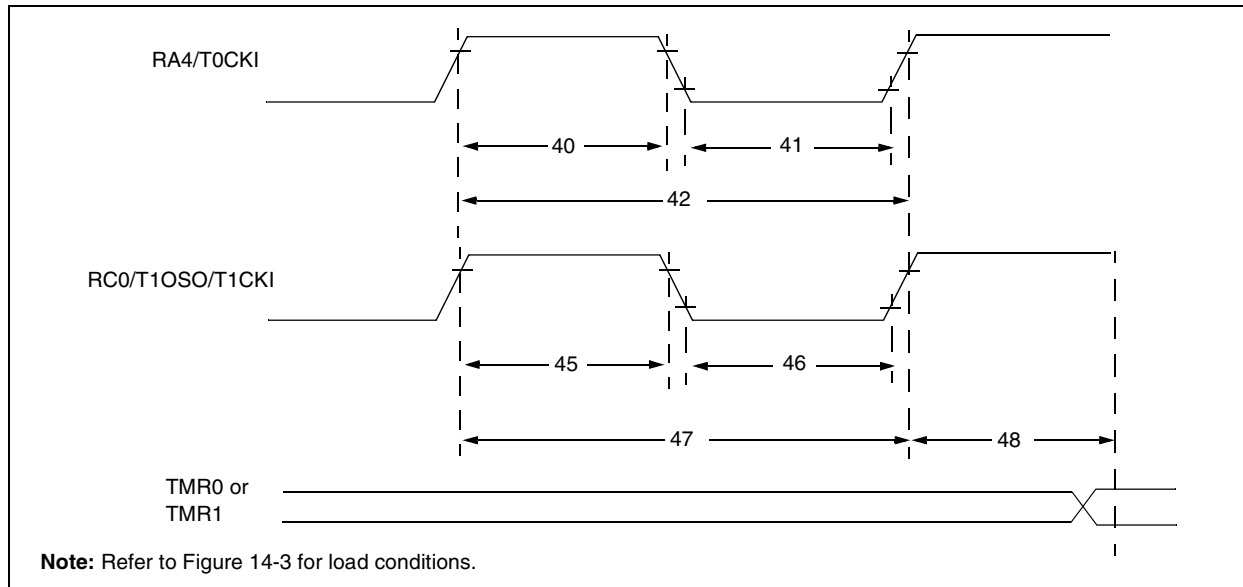 RA4/T0CKI
40
41
42
RC0/T1OSO/T1CKI
45
46
47
48
TMR0 or
TMR1
Note: Refer to Figure 14-3 for load conditions.